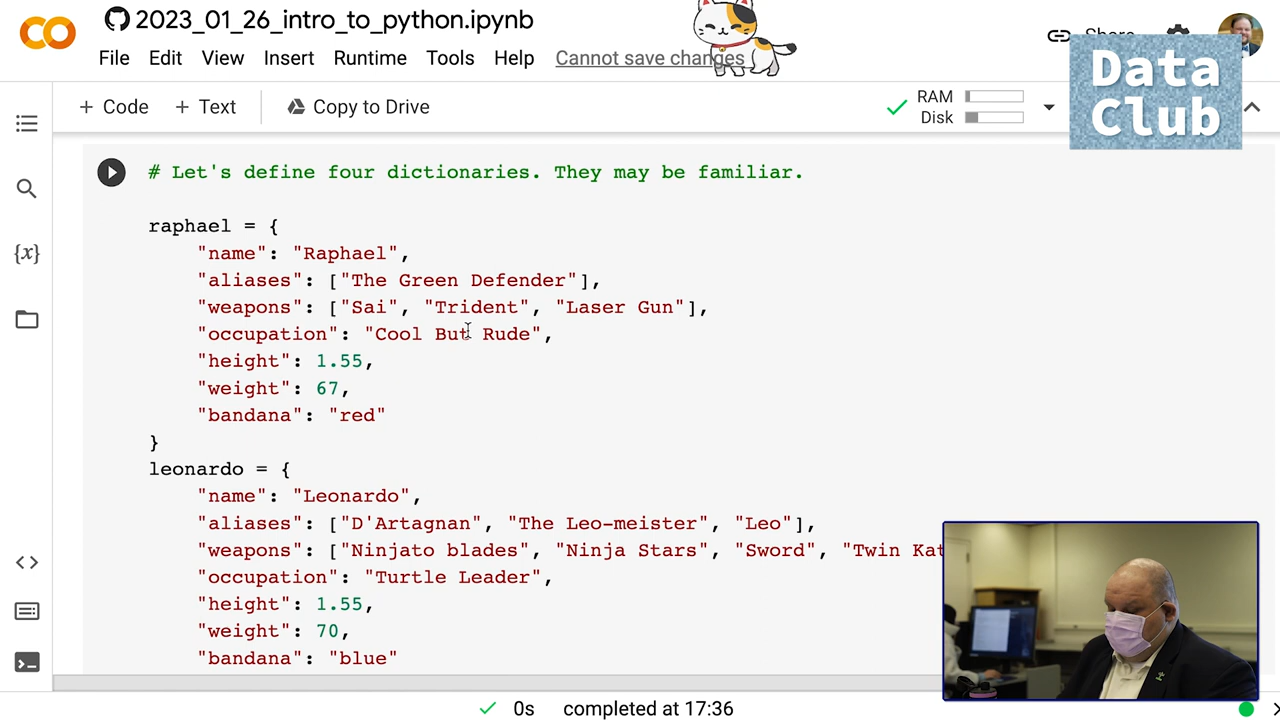 2023_01_26_intro_to_python.ipynb
File Edit View Insert Runtime Tools Help Cannot save changes
Share
+ Code + Text Copy to Drive
RAM
Disk
Data
Club
# Let's define four dictionaries. They may be familiar.
raphael = {
"name": "Raphael",
"aliases": ["The Green Defender"],
"weapons": ["Sai", "Trident", "Laser Gun"],
"occupation": "Cool But Rude",
"height": 1.55,
"weight": 67,
"bandana": "red"
}
leonardo = {
"name": "Leonardo",
"aliases": ["D'Artagnan", "The Leo-meister", "Leo"],
"weapons": ["Ninjato blades", "Ninja Stars", "Sword", "Twin Kat
"occupation": "Turtle Leader",
"height": 1.55,
"weight": 70,
"bandana": "blue"
{x}
0s completed at 17:36